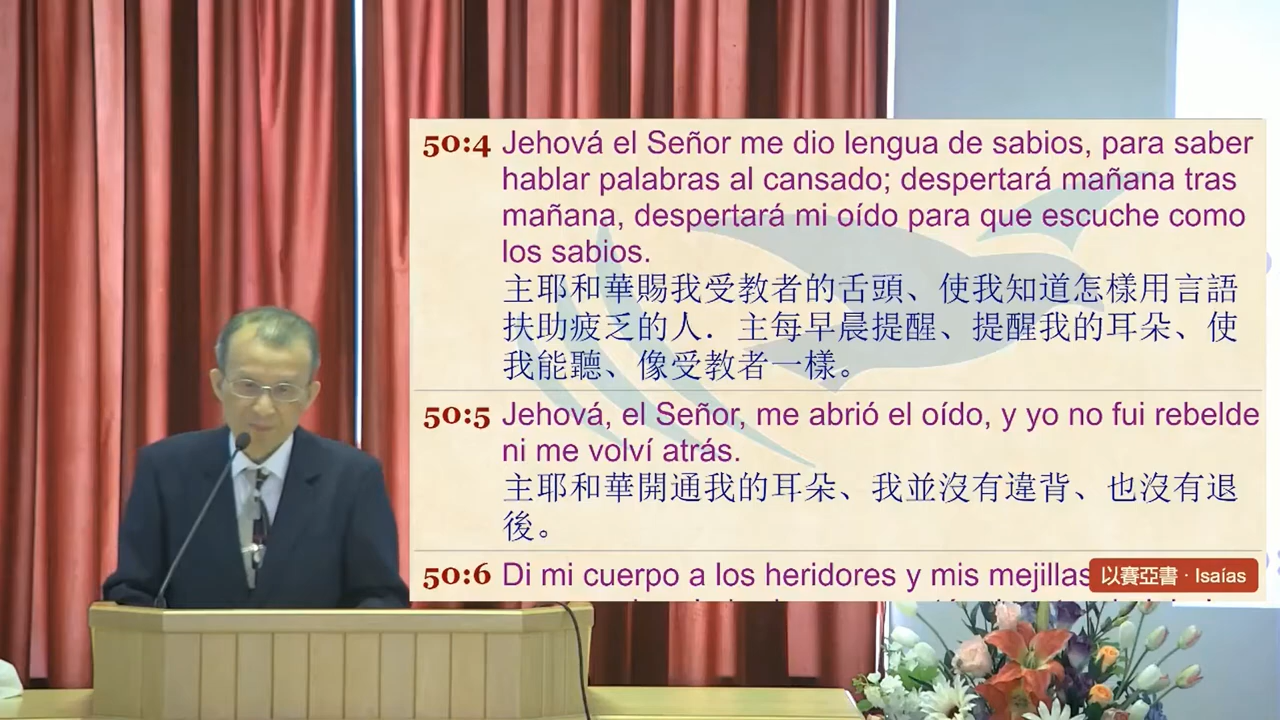 50:4 Jehová el Señor me dio lengua de sabios, para saber
hablar palabras al cansado; despertará mañana tras
mañana, despertará mi oído para que escuche como
los sabios.
主耶和華賜我受教者的舌頭、使我知道怎樣用言語
扶助疲乏的人．主每早晨提醒、提醒我的耳朵、使
我能聽、像受教者一樣。
50:5 Jehová, el Señor, me abrió el oído, y yo no fui rebelde
ni me volví atrás.
主耶和華開通我的耳朵、我並沒有違背、也沒有退
後。
50:6 Di mi cuerpo a los heridores y mis mejillas
以賽亞書 · Isaías